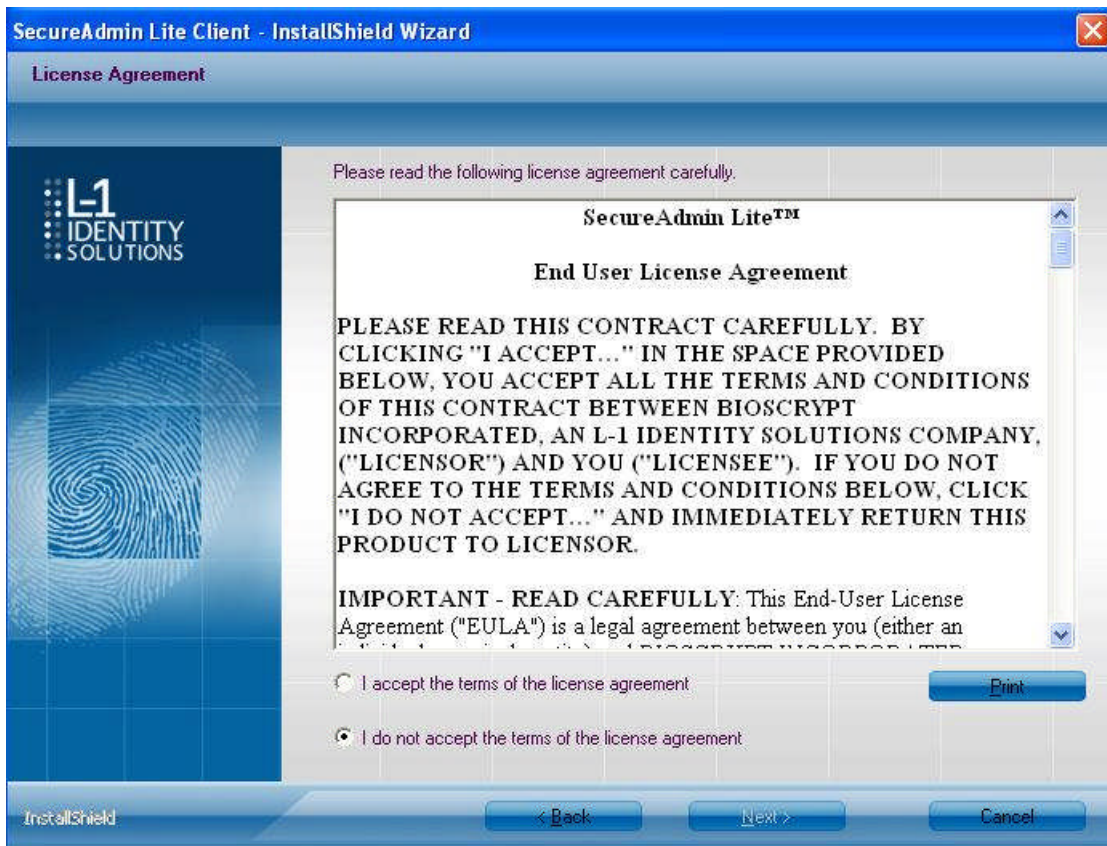 SecureAdmin Lite Client - InstallShield Wizard
License Agreement
L-1
IDENTITY
SOLUTIONS
Please read the following license agreement carefully.
SecureAdmin Lite™
End User License Agreement
PLEASE READ THIS CONTRACT CAREFULLY. BY
CLICKING "I ACCEPT..." IN THE SPACE PROVIDED
BELOW, YOU ACCEPT ALL THE TERMS AND CONDITIONS
OF THIS CONTRACT BETWEEN BIOSCRYPT
INCORPORATED, AN L-1 IDENTITY SOLUTIONS COMPANY,
("LICENSOR") AND YOU ("LICENSEE"). IF YOU DO NOT
AGREE TO THE TERMS AND CONDITIONS BELOW, CLICK
"I DO NOT ACCEPT..." AND IMMEDIATELY RETURN THIS
PRODUCT TO LICENSOR.
IMPORTANT - READ CAREFULLY: This End-User License
Agreement ("EULA") is a legal agreement between you (either an
I accept the terms of the license agreement
Print
I do not accept the terms of the license agreement
InstallShield
< Back
Next >
Cancel